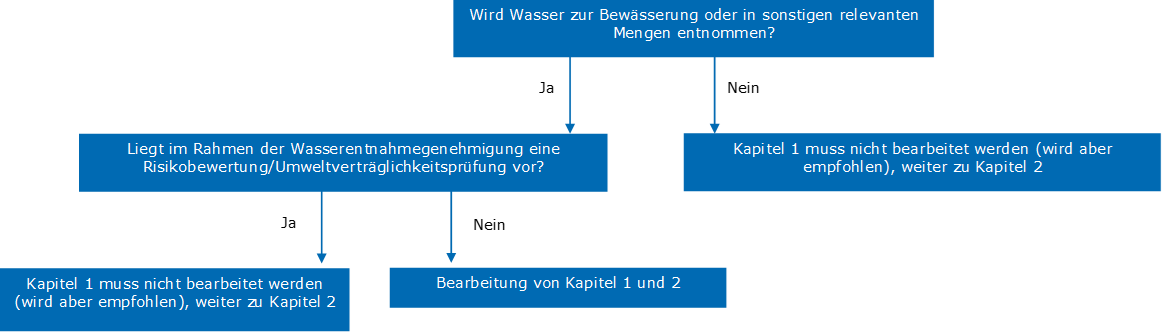 Wird Wasser zur Bewässerung oder in sonstigen relevanten
Mengen entnommen?
Ja
Nein
Liegt im Rahmen der Wasserentnahmegenehmigung eine
Risikobewertung/Umweltverträglichkeitsprüfung vor?
Kapitel 1 muss nicht bearbeitet werden (wird aber
empfohlen), weiter zu Kapitel 2
Ja
Nein
Kapitel 1 muss nicht bearbeitet werden
(wird aber empfohlen), weiter zu Kapitel 2
Bearbeitung von Kapitel 1 und 2